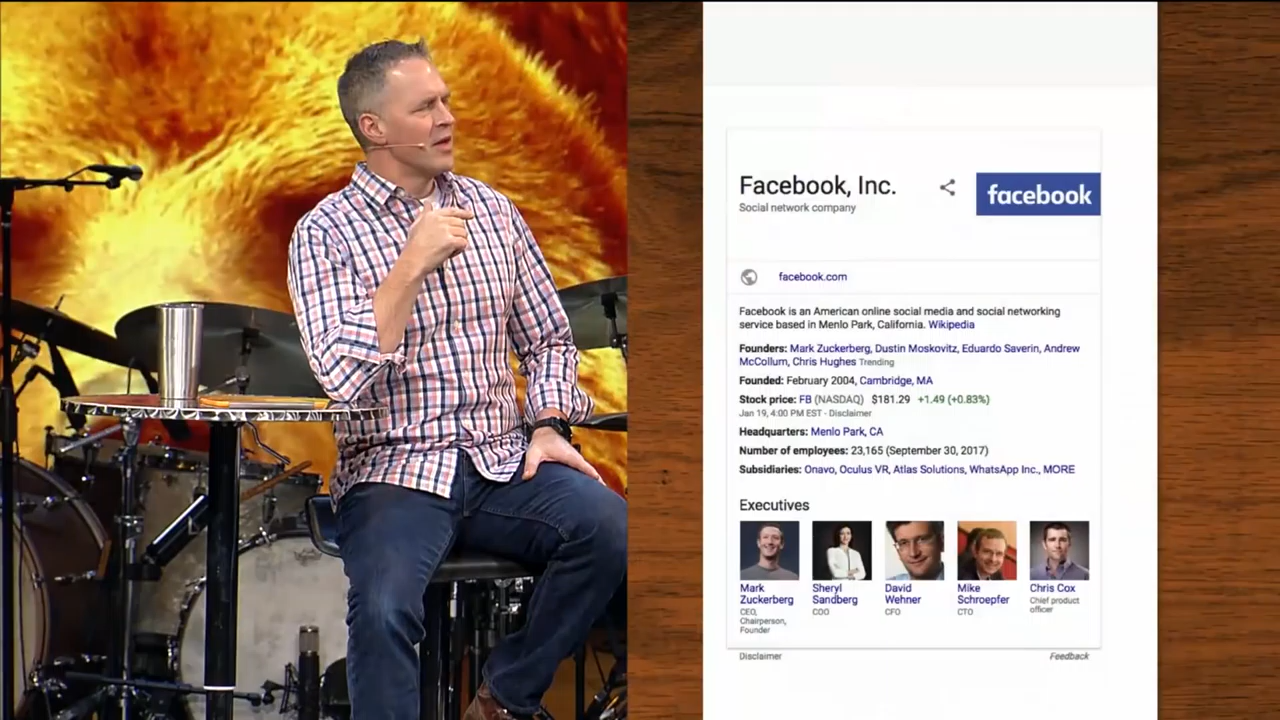 Facebook, Inc.
Social network company
facebook
facebook.com
Facebook is an American online social media and social networking
service based in Menlo Park, California. Wikipedia
Founders: Mark Zuckerberg, Dustin Moskovitz, Eduardo Saverin, Andrew
McCollum, Chris Hughes Trending
Founded: February 2004, Cambridge, MA
Stock price: FB (NASDAQ) $181.29 +1.49 (+0.83%)
Jan 19, 4:00 PM EST - Disclaimer
Headquarters: Menlo Park, CA
Number of employees: 23,165 (September 30, 2017)
Subsidiaries: Onavo, Oculus VR, Atlas Solutions, WhatsApp Inc., MORE
Executives
Mark
Zuckerberg
CEO,
Chairperson,
Founder
Sheryl
Sandberg
COO
David
Wehner
CFO
Mike
Schroepfer
CTO
Chris Cox
Chief product
officer
Disclaimer
Feedback